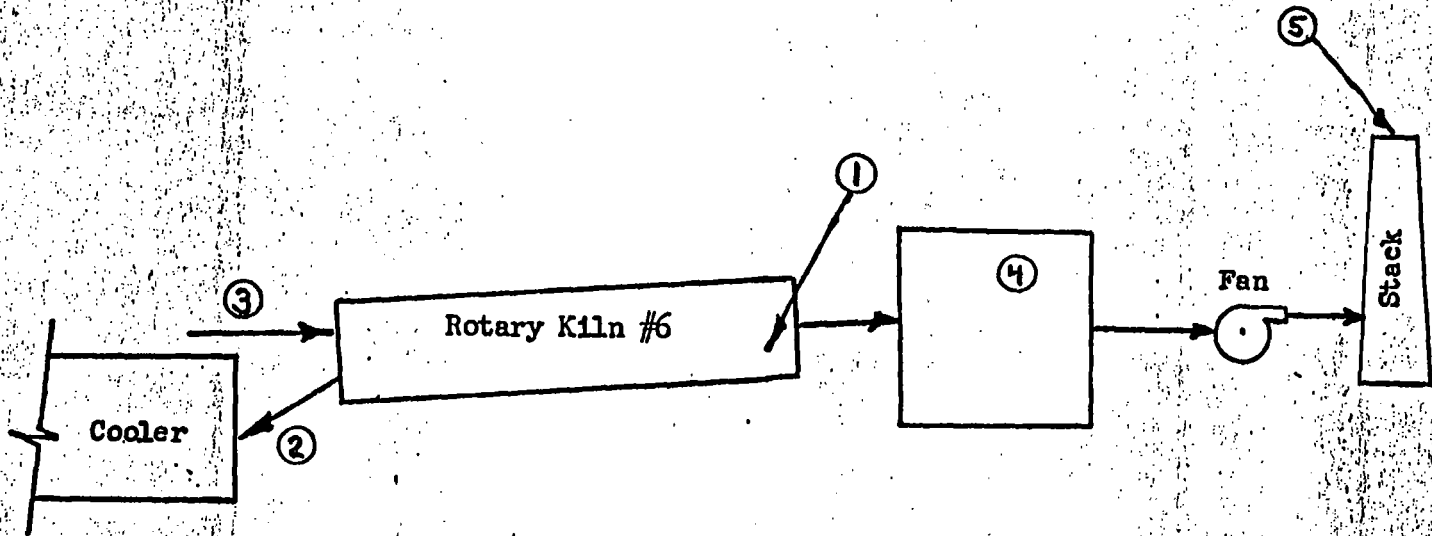 ⑤
①
④
Fan
③
Rotary Kiln #6
Stack
Cooler
②